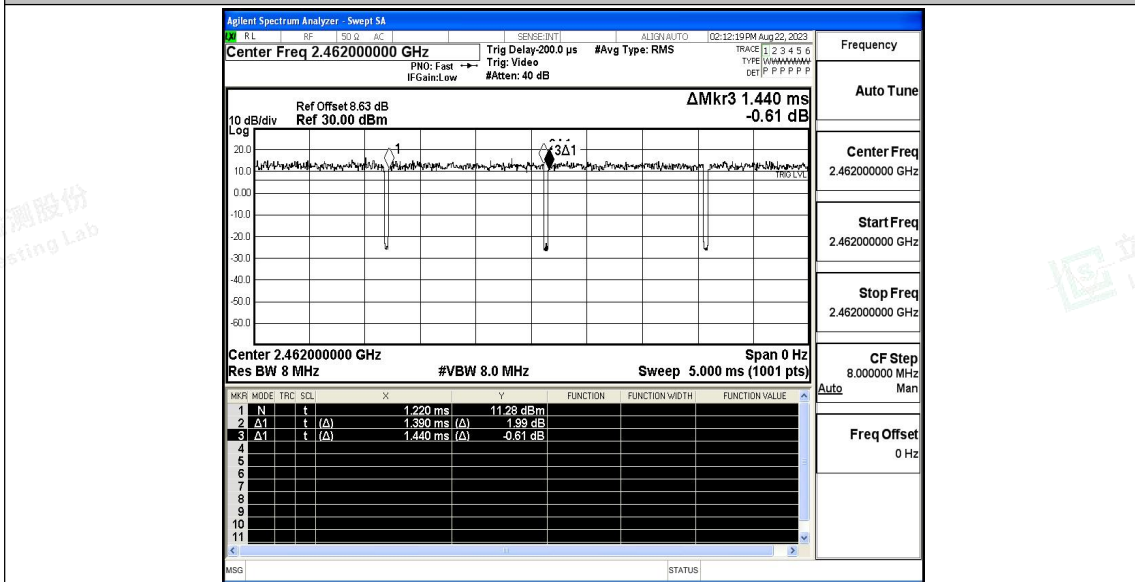 Agilent Spectrum Analyzer - Swept SA
LXI RL RF 50 Ω AC SENSE:INT ALIGN AUTO 02:12:19 PM Aug 22, 2023
Center Freq 2.462000000 GHz
PNO: Fast
IFGain:Low
Trig Delay-200.0 µs
Trig: Video
#Atten: 40 dB
#Avg Type: RMS
TRACE 1 2 3 4 5 6
TYPE WWWWWW
DET P P P P P P
ΔMkr3 1.440 ms
-0.61 dB
Ref Offset 8.63 dB
10 dB/div Ref 30.00 dBm
Log
20.0
10.0
0.00
-10.0
-20.0
-30.0
-40.0
-50.0
-60.0
1
3Δ1
TRIG LVL
Center 2.462000000 GHz Span 0 Hz
Res BW 8 MHz #VBW 8.0 MHz Sweep 5.000 ms (1001 pts)
MKR MODE TRC SCL X Y FUNCTION FUNCTION WIDTH FUNCTION VALUE
1 N t 1.220 ms 11.28 dBm
2 Δ1 t (Δ) 1.390 ms (Δ) 1.99 dB
3 Δ1 t (Δ) 1.440 ms (Δ) -0.61 dB
4
5
6
7
8
9
10
11
MSG STATUS
Frequency
Auto Tune
Center Freq
2.462000000 GHz
Start Freq
2.462000000 GHz
Stop Freq
2.462000000 GHz
CF Step
8.000000 MHz
Auto Man
Freq Offset
0 Hz
测股份
sting Lab
立